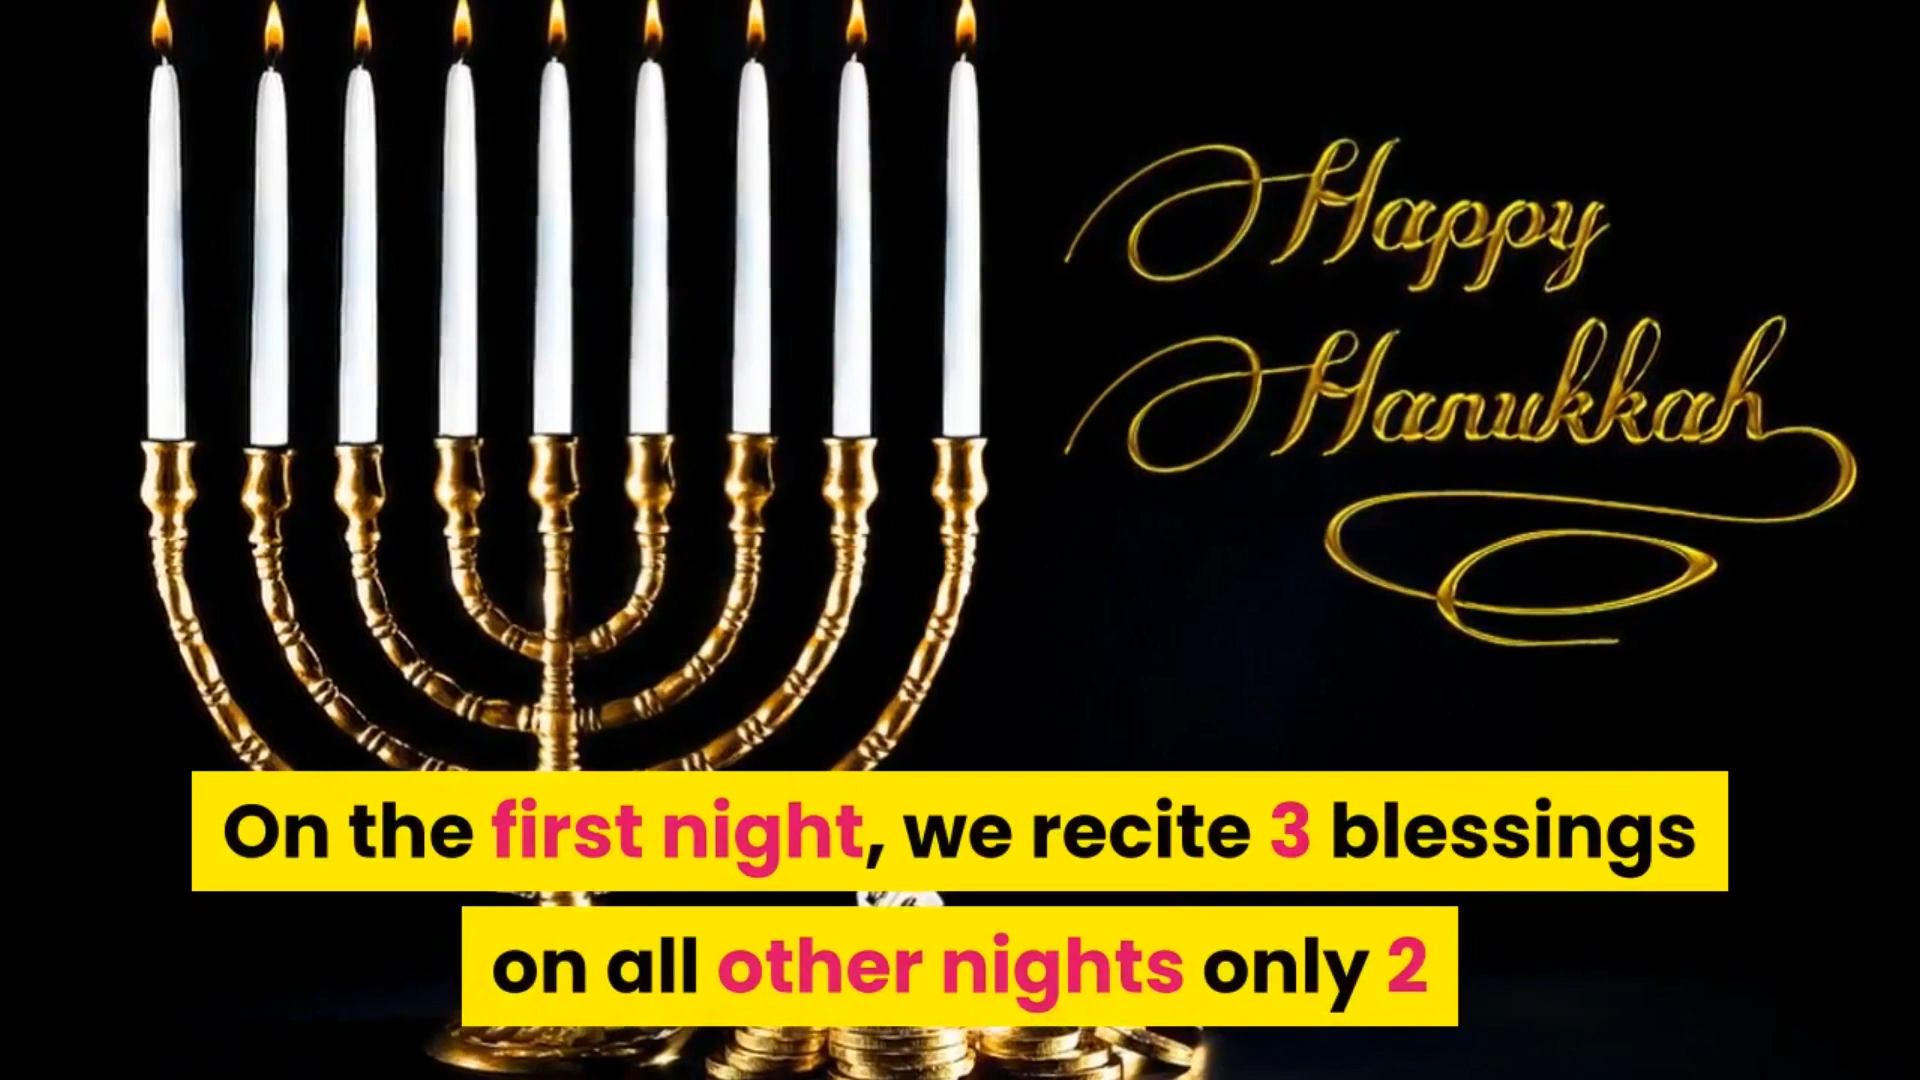 Happy
Hanukkah
On the first night, we recite 3 blessings
on all other nights only 2